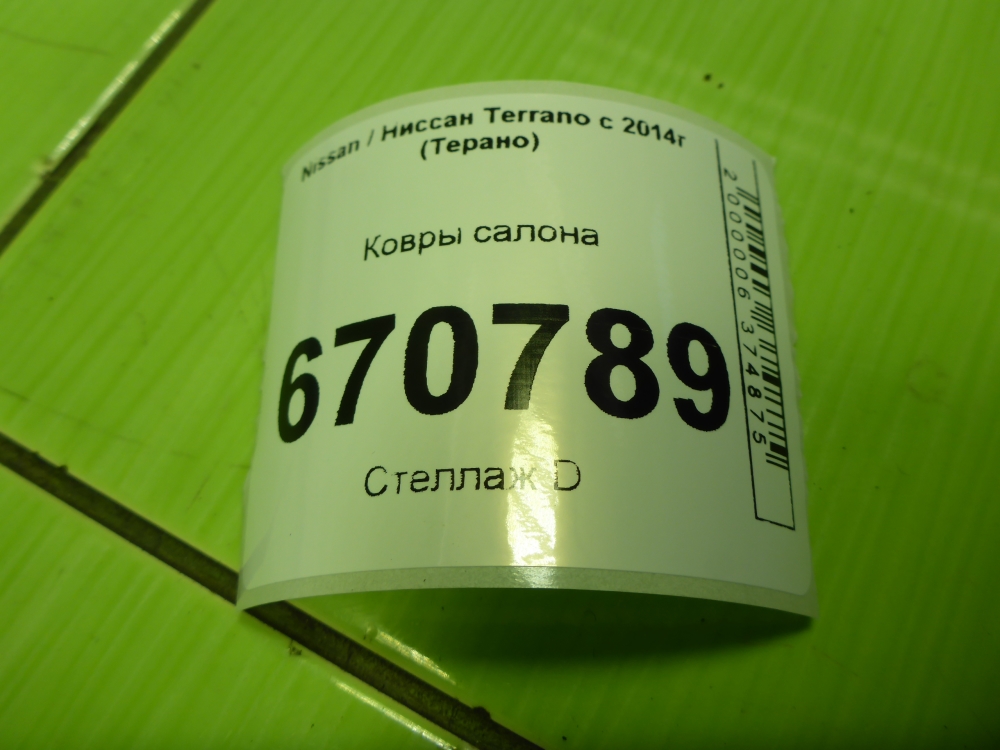 Nissan / Ниссан Terrano с 2014г
(Терано)
Ковры салона
670789
Стеллаж D
2000006374875